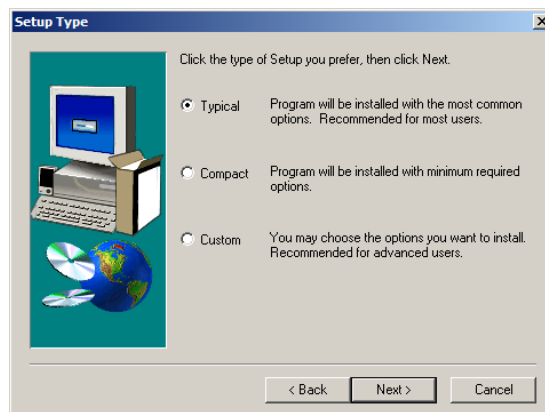 Setup Type
Click the type of Setup you prefer, then click Next.
Typical Program will be installed with the most common
options. Recommended for most users.
Compact Program will be installed with minimum required
options.
Custom You may choose the options you want to install.
Recommended for advanced users.
< Back Next > Cancel